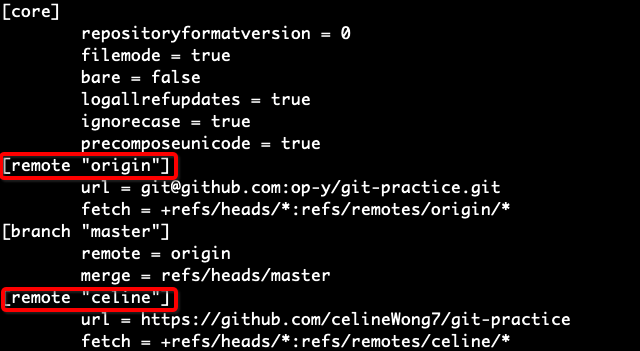 [core]
repositoryformatversion = 0
filemode = true
bare = false
logallrefupdates = true
ignorecase = true
precomposeunicode = true
[remote "origin"]
url = git@github.com:op-y/git-practice.git
fetch = +refs/heads/*:refs/remotes/origin/*
[branch "master"]
remote = origin
merge = refs/heads/master
[remote "celine"]
url = https://github.com/celineWong7/git-practice
fetch = +refs/heads/*:refs/remotes/celine/*